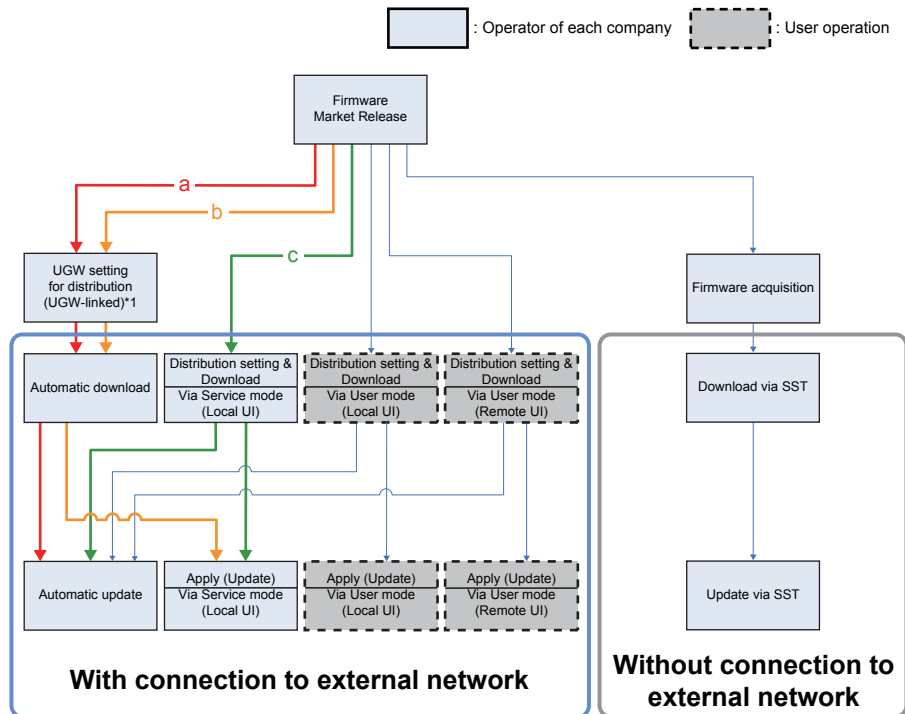 : Operator of each company
: User operation
Firmware
Market Release
a
b
c
UGW setting
for distribution
(UGW-linked)*1
Firmware acquisition
Automatic download
Distribution setting &
Download
Via Service mode
(Local UI)
Distribution setting &
Download
Via User mode
(Local UI)
Distribution setting &
Download
Via User mode
(Remote UI)
Download via SST
Automatic update
Apply (Update)
Via Service mode
(Local UI)
Apply (Update)
Via User mode
(Local UI)
Apply (Update)
Via User mode
(Remote UI)
Update via SST
With connection to external network
Without connection to
external network